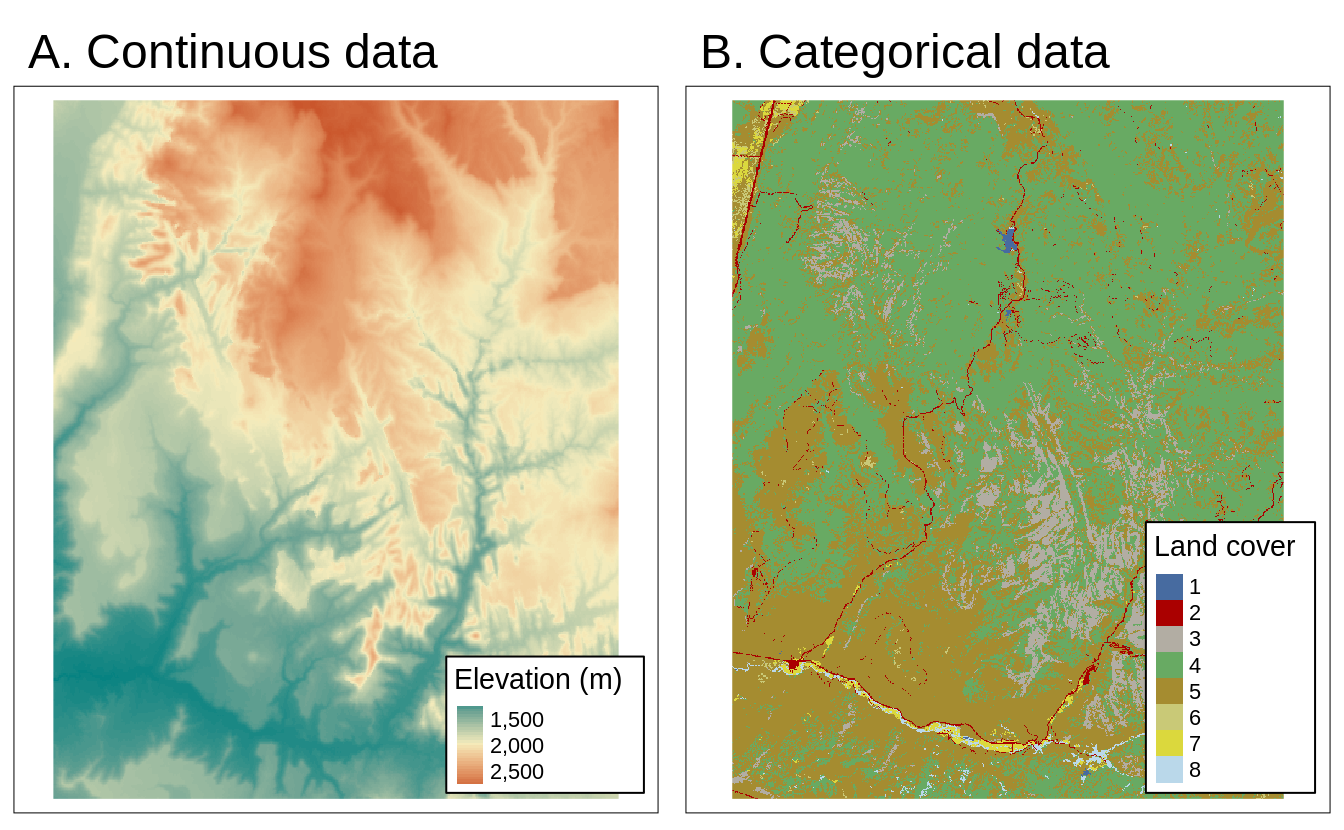 A. Continuous data
B. Categorical data
Elevation (m)
1,500
2,000
2,500
Land cover
1
2
3
4
5
6
7
8